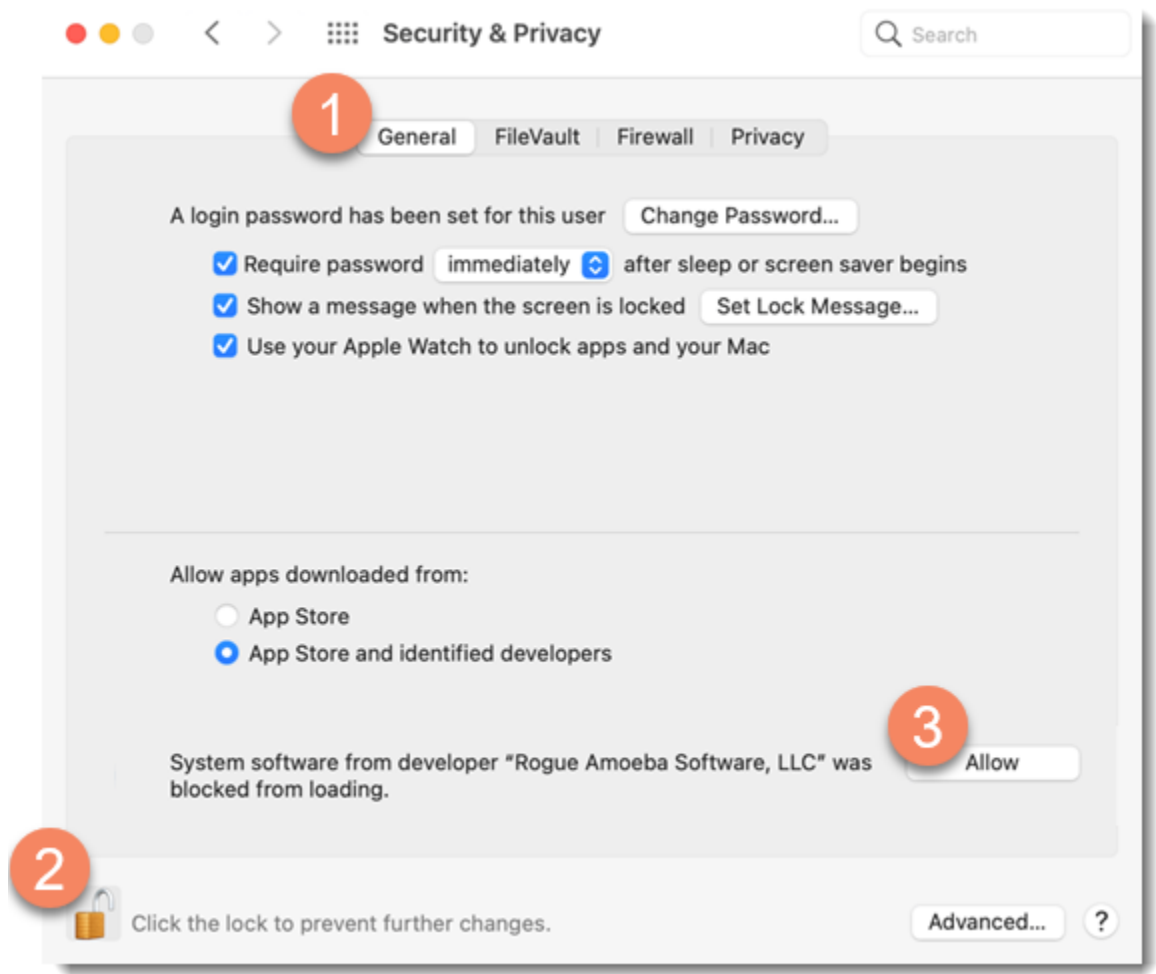 Security & Privacy
Search
1
General FileVault Firewall Privacy
A login password has been set for this user Change Password...
Require password immediately after sleep or screen saver begins
Show a message when the screen is locked Set Lock Message...
Use your Apple Watch to unlock apps and your Mac
Allow apps downloaded from:
App Store
App Store and identified developers
3
System software from developer “Rogue Amoeba Software, LLC” was Allow
blocked from loading.
2
Click the lock to prevent further changes. Advanced... ?